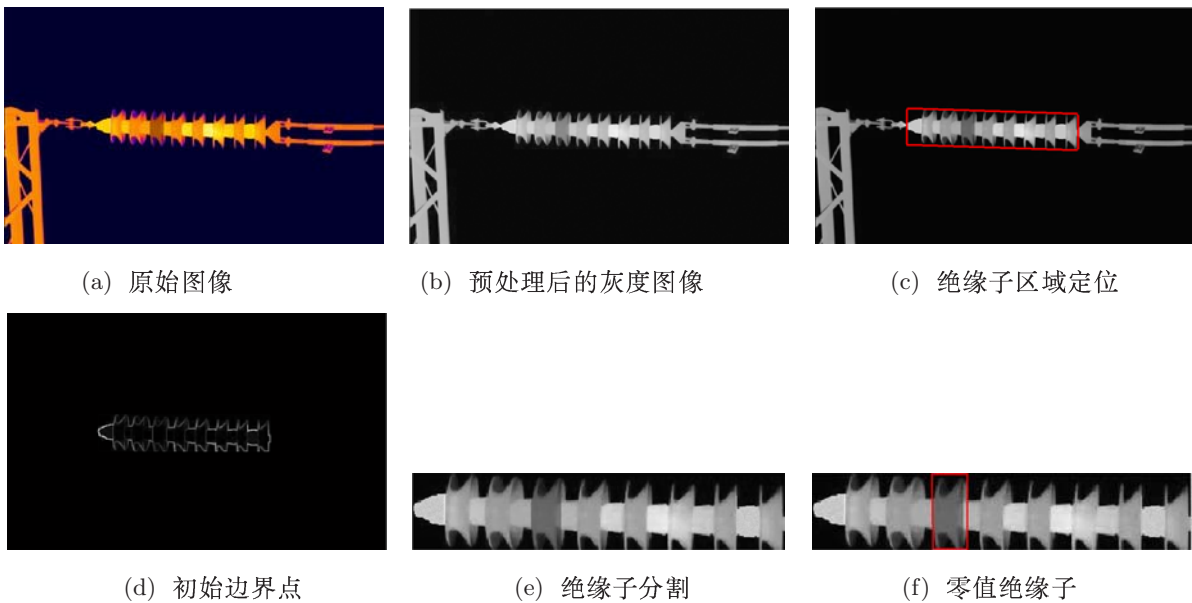 (a) 原始图像
(b) 预处理后的灰度图像
(c) 绝缘子区域定位
(d) 初始边界点
(e) 绝缘子分割
(f) 零值绝缘子